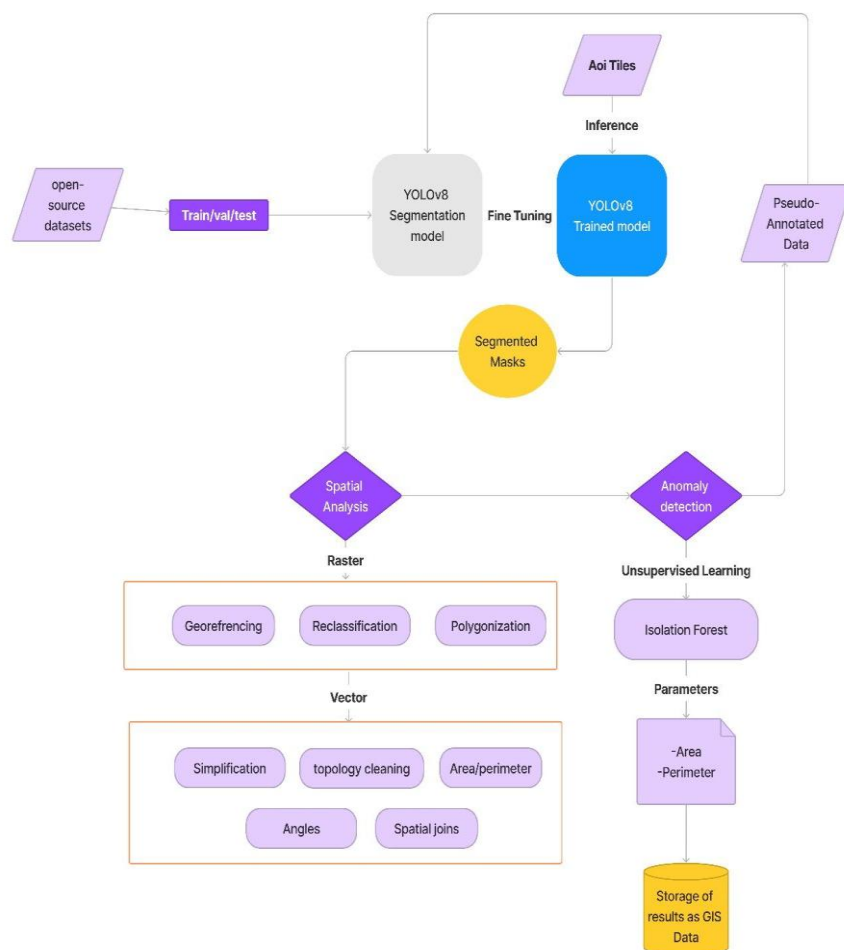 Aoi Tiles
Inference
open-
source
datasets
Train/val/test
YOLOv8
Segmentation
model
Fine Tuning
YOLOv8
Trained model
Pseudo-
Annotated
Data
Segmented
Masks
Spatial
Analysis
Anomaly
detection
Raster
Georefrencing
Reclassification
Polygonization
Vector
Simplification
topology cleaning
Area/perimeter
Angles
Spatial joins
Unsupervised Learning
Isolation Forest
Parameters
-Area
-Perimeter
Storage of
results as GIS
Data